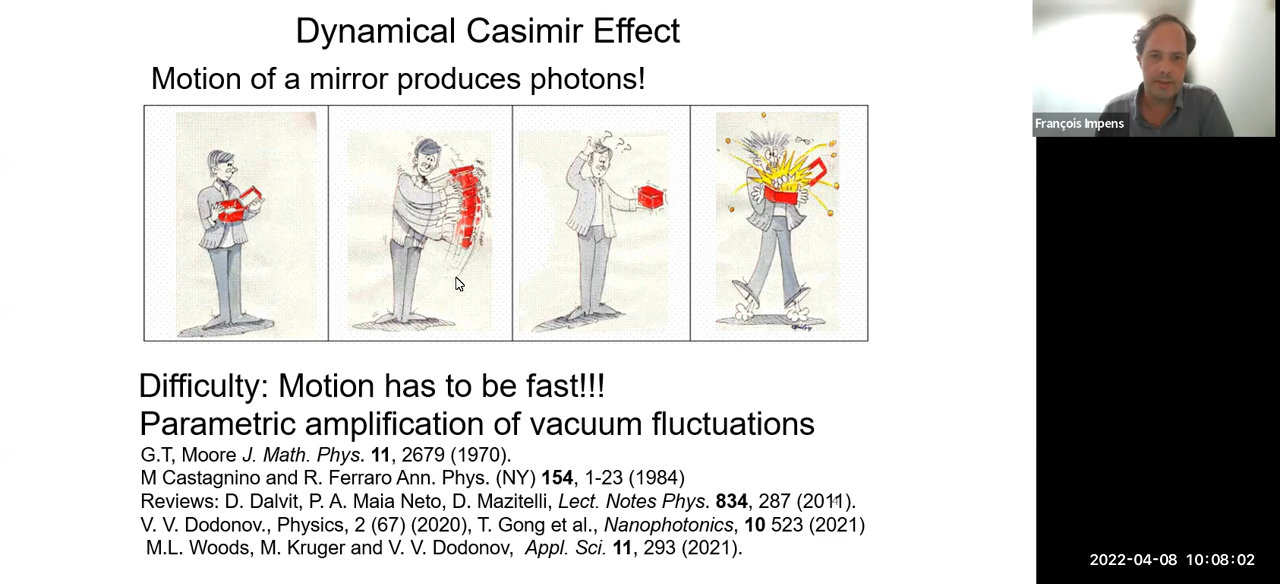 Dynamical Casimir Effect
Motion of a mirror produces photons!
François Impens
? ? ?
Difficulty: Motion has to be fast!!!
Parametric amplification of vacuum fluctuations
G.T, Moore J. Math. Phys. 11, 2679 (1970).
M Castagnino and R. Ferraro Ann. Phys. (NY) 154, 1-23 (1984)
Reviews: D. Dalvit, P. A. Maia Neto, D. Mazitelli, Lect. Notes Phys. 834, 287 (2011).
V. V. Dodonov., Physics, 2 (67) (2020), T. Gong et al., Nanophotonics, 10 523 (2021)
M.L. Woods, M. Kruger and V. V. Dodonov, Appl. Sci. 11, 293 (2021).
2022-04-08 10:08:02